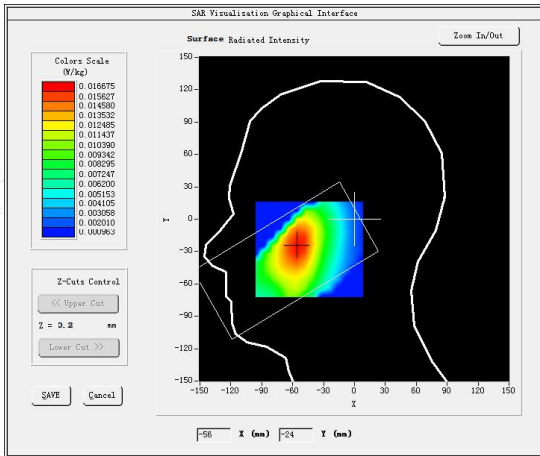 SAR Visualisation Graphical Interface
Surface Radiated Intensity
Zoom In/Out
Colors Scale
(W/kg)
0.016675
0.015627
0.014580
0.013532
0.012485
0.011437
0.010390
0.009342
0.008295
0.007247
0.006200
0.005153
0.004105
0.003058
0.002010
0.000963
150
120
90
60
30
0
-30
-60
-90
-120
-150
Y
-150 -120 -90 -60 -30 0 30 60 90 120 150
X
Z-Cuts Control
<< Upper Cut
Z = 0.2 mm
Lower Cut >>
SAVE Cancel
-56 X (mm) -24 Y (mm)